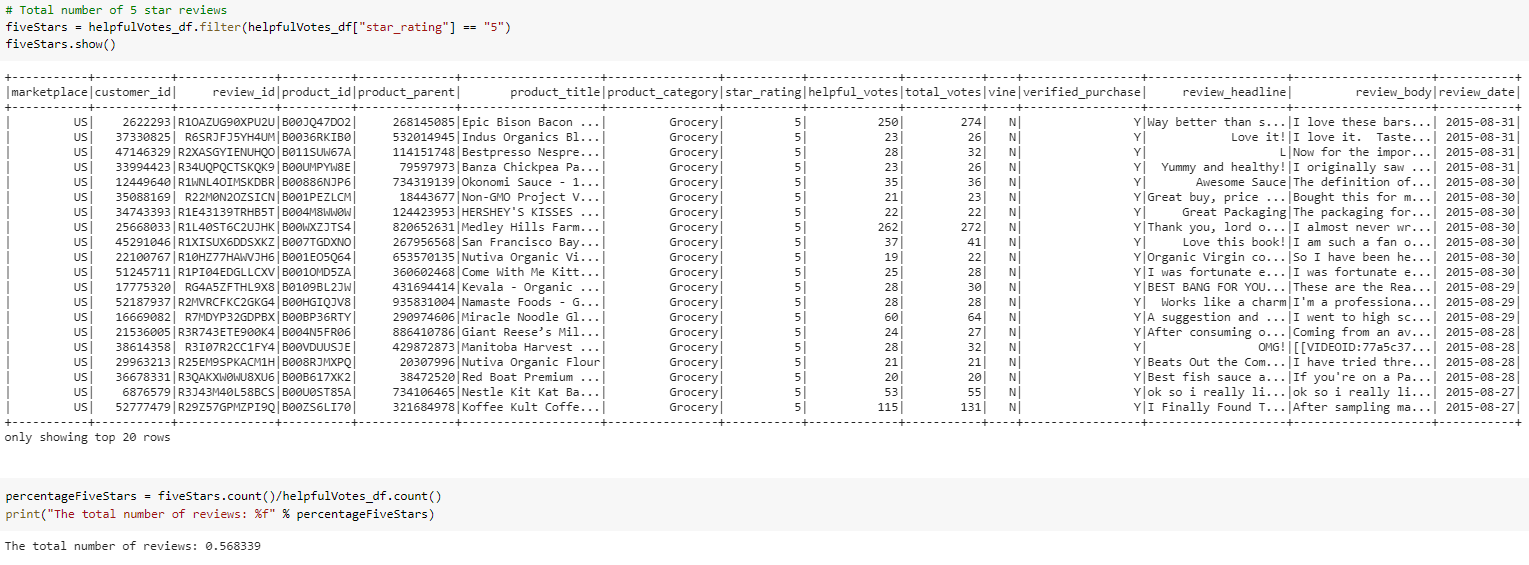 # Total number of 5 star reviews
fiveStars = helpfulVotes_df.filter(helpfulVotes_df["star_rating"] == "5")
fiveStars.show()
+-----------+-----------+--------------+----------+--------------+--------------------+----------------+-----------+-------------+-----------+----+-----------------+--------------------+--------------------+-----------+
|marketplace|customer_id|     review_id|product_id|product_parent|       product_title|product_category|star_rating|helpful_votes|total_votes|vine|verified_purchase|     review_headline|         review_body|review_date|
+-----------+-----------+--------------+----------+--------------+--------------------+----------------+-----------+-------------+-----------+----+-----------------+--------------------+--------------------+-----------+
|         US|    2622293|R1OAZUG90XPU2U|B00JQ47DO2|     268145085|Epic Bison Bacon ...|         Grocery|          5|          250|        274|   N|                Y|Way better than s...|I love these bars...| 2015-08-31|
|         US|   37330825| R6SRJFJ5YH4UM|B0036RKIB0|     532014945|Indus Organics Bl...|         Grocery|          5|           23|         26|   N|                Y|            Love it!|I love it.  Taste...| 2015-08-31|
|         US|   47146329|R2XASGYIENUHQO|B011SUW67A|     114151748|Bestpresso Nespre...|         Grocery|          5|           28|         32|   N|                Y|                   L|Now for the impor...| 2015-08-31|
|         US|   33994423|R34UQPQCTSKQK9|B00UMPYW8E|      79597973|Banza Chickpea Pa...|         Grocery|          5|           23|         26|   N|                Y|  Yummy and healthy!|I originally saw ...| 2015-08-31|
|         US|   12449640|R1WNL4OIMSKDBR|B00886NJP6|     734319139|Okonomi Sauce - 1...|         Grocery|          5|           35|         36|   N|                Y|       Awesome Sauce|The definition of...| 2015-08-30|
|         US|   35088169| R22M0N2OZSICN|B001PEZLCM|      18443677|Non-GMO Project V...|         Grocery|          5|           21|         23|   N|                Y|Great buy, price ...|Bought this for m...| 2015-08-30|
|         US|   34743393|R1E43139TRHB5T|B004M8WW0W|     124423953|HERSHEY'S KISSES ...|         Grocery|          5|           22|         22|   N|                Y|     Great Packaging|The packaging for...| 2015-08-30|
|         US|   25668033|R1L40ST6C2UJHK|B00WXZJTS4|     820652631|Medley Hills Farm...|         Grocery|          5|          262|        272|   N|                Y|Thank you, lord o...|I almost never wr...| 2015-08-30|
|         US|   45291046|R1XISUX6DDSXKZ|B007TGDXNO|     267956568|San Francisco Bay...|         Grocery|          5|           37|         41|   N|                Y|     Love this book!|I am such a fan o...| 2015-08-30|
|         US|   22100767|R10HZ77HAWVJH6|B001EO5Q64|     653570135|Nutiva Organic Vi...|         Grocery|          5|           19|         22|   N|                Y|Organic Virgin co...|So I have been he...| 2015-08-30|
|         US|   51245711|R1PI04EDGLLCXV|B001OMD5ZA|     360602468|Come With Me Kitt...|         Grocery|          5|           25|         28|   N|                Y|I was fortunate e...|I was fortunate e...| 2015-08-29|
|         US|   17775320| RG4A5ZFTHL9X8|B0109BL2JW|     431694414|Kevala - Organic ...|         Grocery|          5|           28|         30|   N|                Y|BEST BANG FOR YOU...|These are the Rea...| 2015-08-29|
|         US|   52187937|R2MVRCFKC2GKG4|B00HGIQJV8|     935831004|Namaste Foods - G...|         Grocery|          5|           28|         28|   N|                Y|  Works like a charm|I'm a professiona...| 2015-08-29|
|         US|   16669082| R7MDYP32GDPBX|B00BP36RTY|     290974606|Miracle Noodle Gl...|         Grocery|          5|           60|         64|   N|                Y|A suggestion and ...|I went to high sc...| 2015-08-29|
|         US|   21536005|R3R743ETE900K4|B004N5FR06|     886410786|Giant Reese’s Mil...|         Grocery|          5|           24|         27|   N|                Y|After consuming o...|Coming from an av...| 2015-08-28|
|         US|   38614358| R3I07R2CC1FY4|B00VDUUSJE|     429872873|Manitoba Harvest ...|         Grocery|          5|           28|         32|   N|                Y|                OMG!|[[VIDEOID:77a5c37...| 2015-08-28|
|         US|   29963213|R25EM9SPKACM1H|B008RJMXPQ|      20307996|Nutiva Organic Flour|         Grocery|          5|           21|         21|   N|                Y|Beats Out the Com...|I have tried thre...| 2015-08-28|
|         US|   36678331|R3QAKXW0WU8XU6|B00B617XK2|      38472520|Red Boat Premium ...|         Grocery|          5|           20|         20|   N|                Y|Best fish sauce a...|If you're on a Pa...| 2015-08-28|
|         US|    6876579|R3J43M40L58BCS|B00U0ST85A|     734106465|Nestle Kit Kat Ba...|         Grocery|          5|           53|         55|   N|                Y|ok so i really li...|ok so i really li...| 2015-08-27|
|         US|   52777479|R29Z57GPMZPI9Q|B00ZS6LI70|     321684978|Koffee Kult Coffe...|         Grocery|          5|          115|        131|   N|                Y|I Finally Found T...|After sampling ma...| 2015-08-27|
+-----------+-----------+--------------+----------+--------------+--------------------+----------------+-----------+-------------+-----------+----+-----------------+--------------------+--------------------+-----------+
only showing top 20 rows
percentageFiveStars = fiveStars.count()/helpfulVotes_df.count()
print("The total number of reviews: %f" % percentageFiveStars)
The total number of reviews: 0.568339